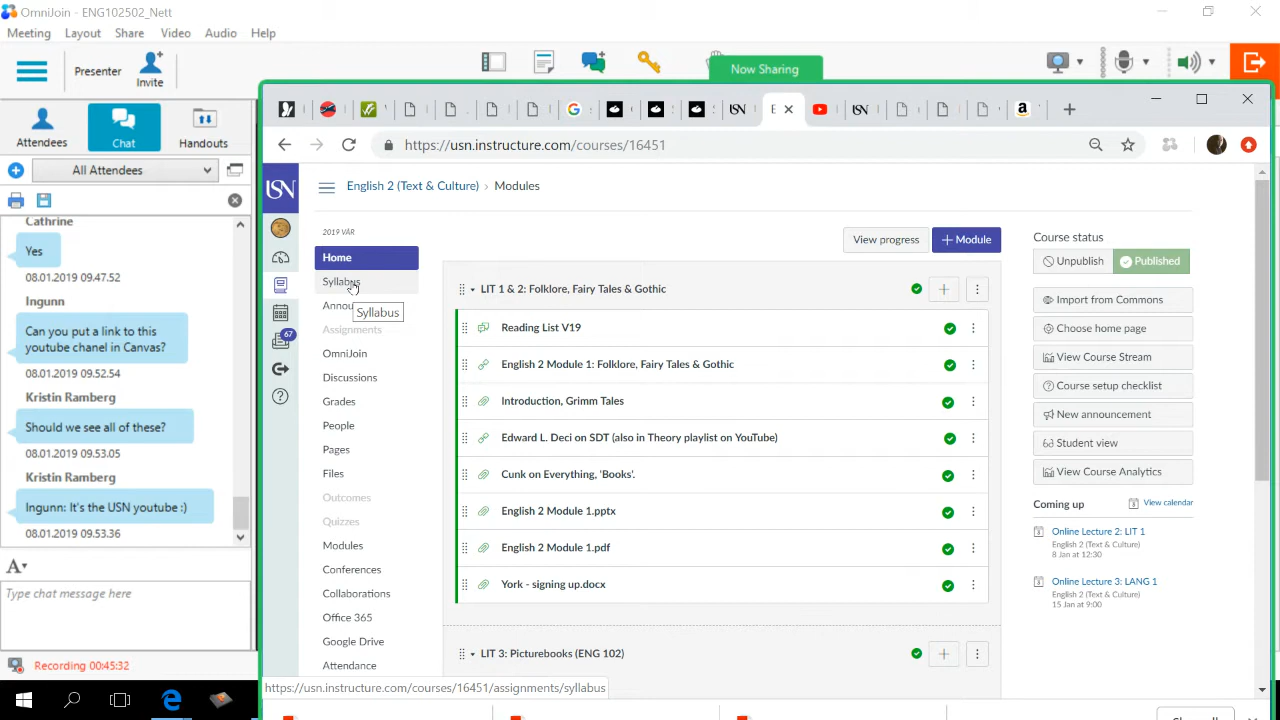 OmniJoin - ENG102502_Nett
Meeting Layout Share Video Audio Help
Presenter
Invite
Now Sharing
Attendees
Chat
Handouts
All Attendees
Cathrine
Yes
08.01.2019 09.47.52
Ingunn
Can you put a link to this
youtube chanel in Canvas?
08.01.2019 09.52.54
Kristin Ramberg
Should we see all of these?
08.01.2019 09.53.05
Kristin Ramberg
Ingunn: It's the USN youtube :)
08.01.2019 09.53.36
A
Type chat message here
Recording 00:45:32
USN
E
USN
https://usn.instructure.com/courses/16451
USN
English 2 (Text & Culture) › Modules
67
2019 VÅR
Home
Syllabus
Annou
Syllabus
Assignments
OmniJoin
Discussions
Grades
People
Pages
Files
Outcomes
Quizzes
Modules
Conferences
Collaborations
Office 365
Google Drive
Attendance
View progress
+ Module
LIT 1 & 2: Folklore, Fairy Tales & Gothic
Reading List V19
English 2 Module 1: Folklore, Fairy Tales & Gothic
Introduction, Grimm Tales
Edward L. Deci on SDT (also in Theory playlist on YouTube)
Cunk on Everything, 'Books'.
English 2 Module 1.pptx
English 2 Module 1.pdf
York - signing up.docx
LIT 3: Picturebooks (ENG 102)
Course status
Unpublish
Published
Import from Commons
Choose home page
View Course Stream
Course setup checklist
New announcement
Student view
View Course Analytics
Coming up
View calendar
Online Lecture 2: LIT 1
English 2 (Text & Culture)
8 Jan at 12:30
Online Lecture 3: LANG 1
English 2 (Text & Culture)
15 Jan at 9:00
https://usn.instructure.com/courses/16451/assignments/syllabus